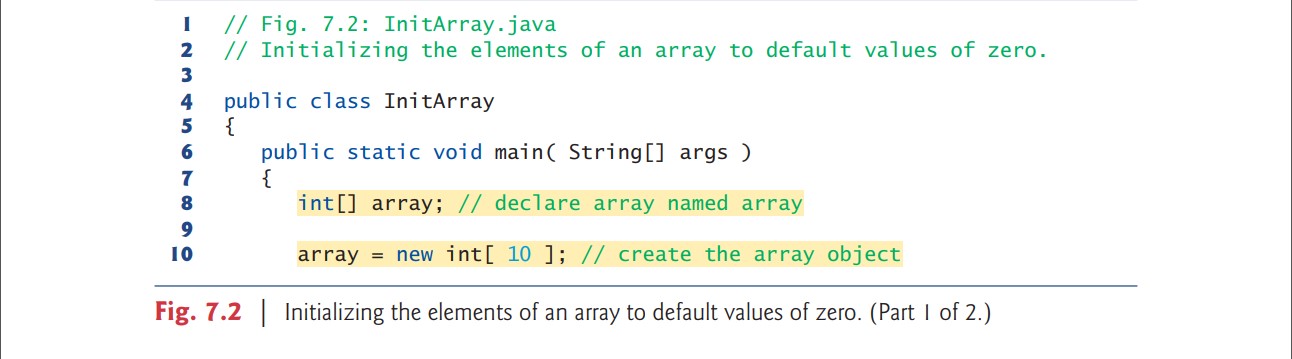 1 // Fig. 7.2: InitArray.java
2 // Initializing the elements of an array to default values of zero.
3
4 public class InitArray
5 {
6 public static void main( String[] args )
7 {
8 int[] array; // declare array named array
9
10 array = new int[ 10 ]; // create the array object
Fig. 7.2 | Initializing the elements of an array to default values of zero. (Part 1 of 2.)